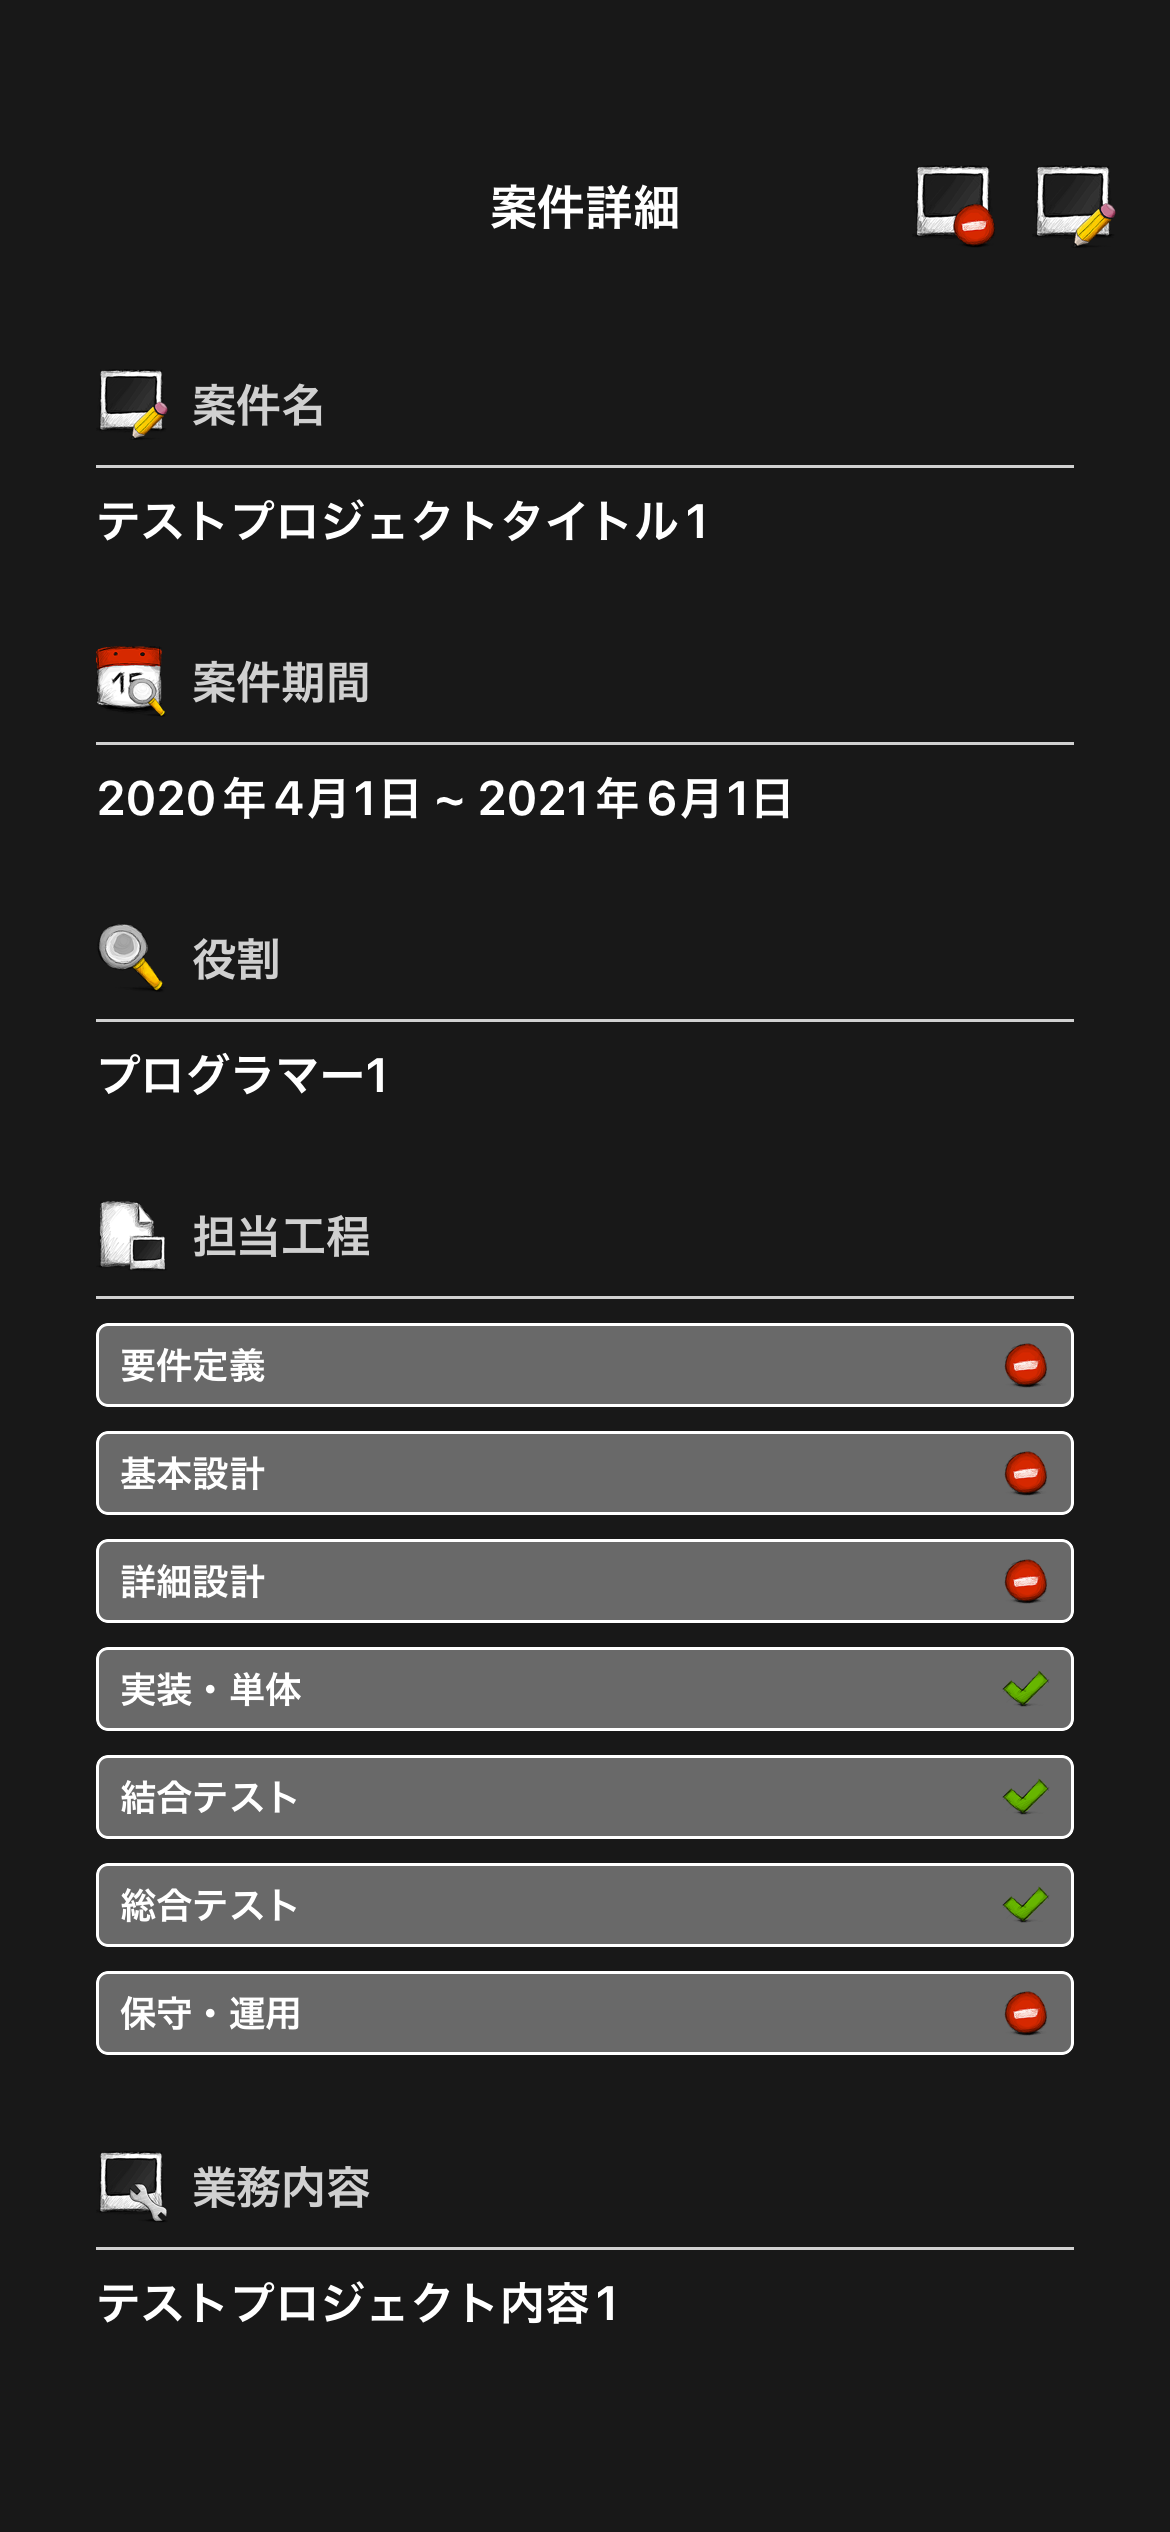 案件詳細
案件名
テストプロジェクトタイトル1
案件期間
2020年4月1日 ~ 2021年6月1日
役割
プログラマー1
担当工程
要件定義
基本設計
詳細設計
実装・単体
結合テスト
総合テスト
保守・運用
業務内容
テストプロジェクト内容1